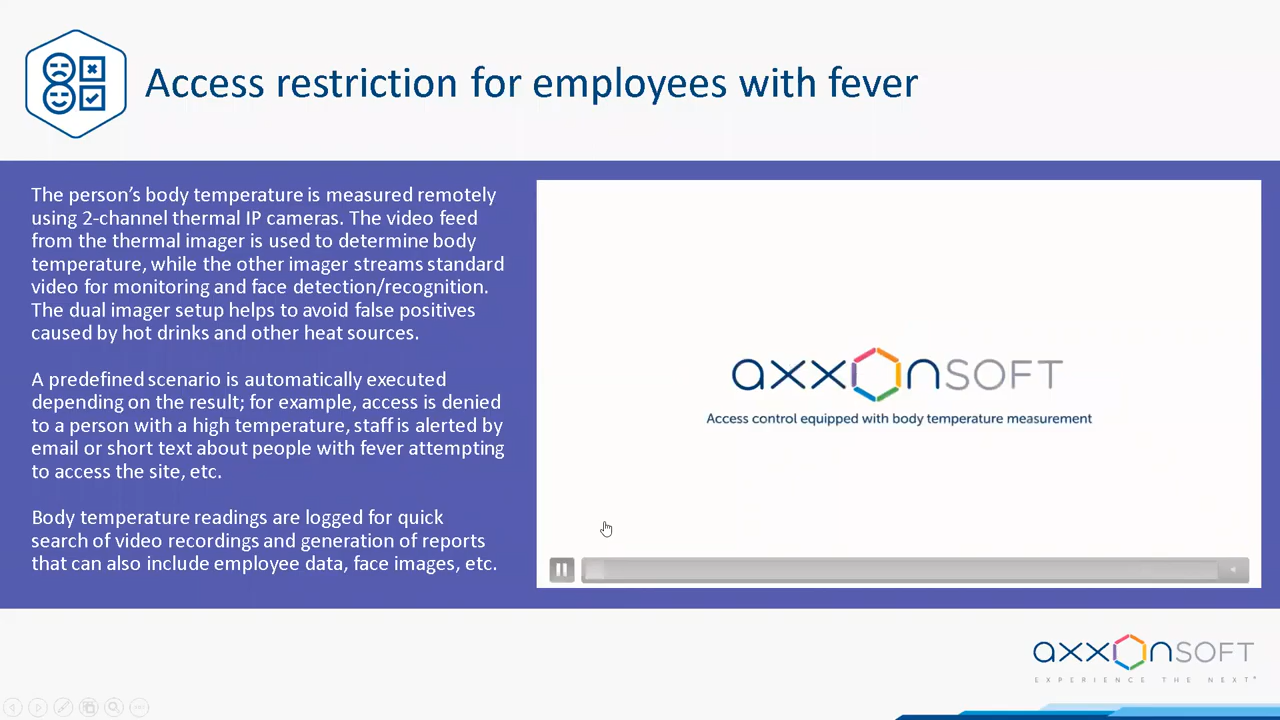 Access restriction for employees with fever
The person’s body temperature is measured remotely
using 2-channel thermal IP cameras. The video feed
from the thermal imager is used to determine body
temperature, while the other imager streams standard
video for monitoring and face detection/recognition.
The dual imager setup helps to avoid false positives
caused by hot drinks and other heat sources.
A predefined scenario is automatically executed
depending on the result; for example, access is denied
to a person with a high temperature, staff is alerted by
email or short text about people with fever attempting
to access the site, etc.
Body temperature readings are logged for quick
search of video recordings and generation of reports
that can also include employee data, face images, etc.
axxonsoft
Access control equipped with body temperature measurement
axxonsoft
EXPERIENCE THE NEXT